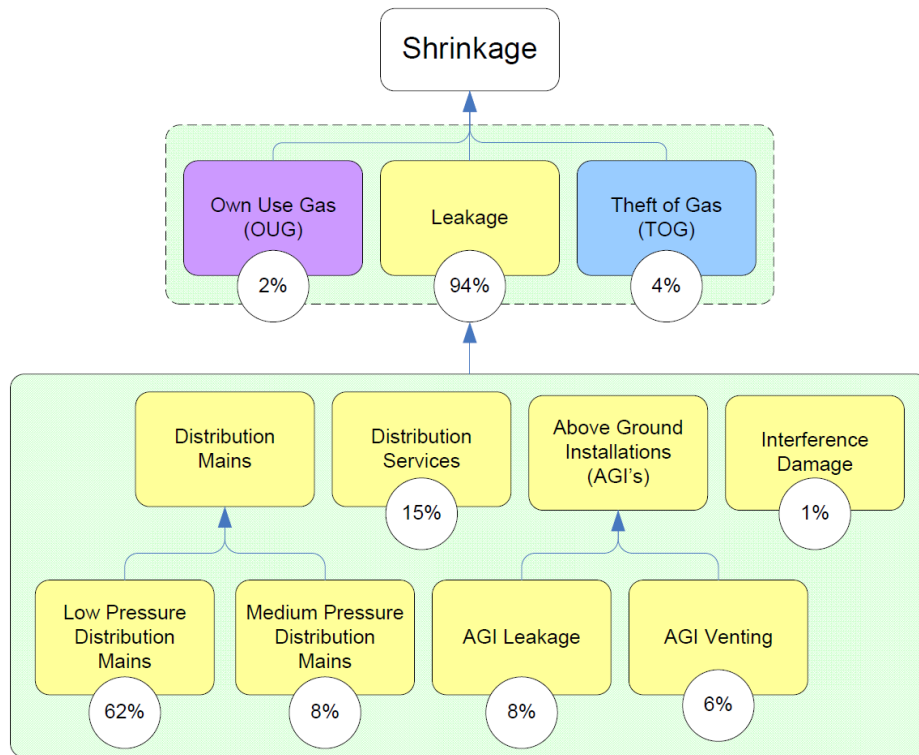 Shrinkage
Own Use Gas
(OUG)
2%
Leakage
94%
Theft of Gas
(TOG)
4%
Distribution
Mains
Distribution
Services
15%
Above Ground
Installations
(AGI's)
Interference
Damage
1%
Low Pressure
Distribution
Mains
62%
Medium Pressure
Distribution
Mains
8%
AGI Leakage
8%
AGI Venting
6%